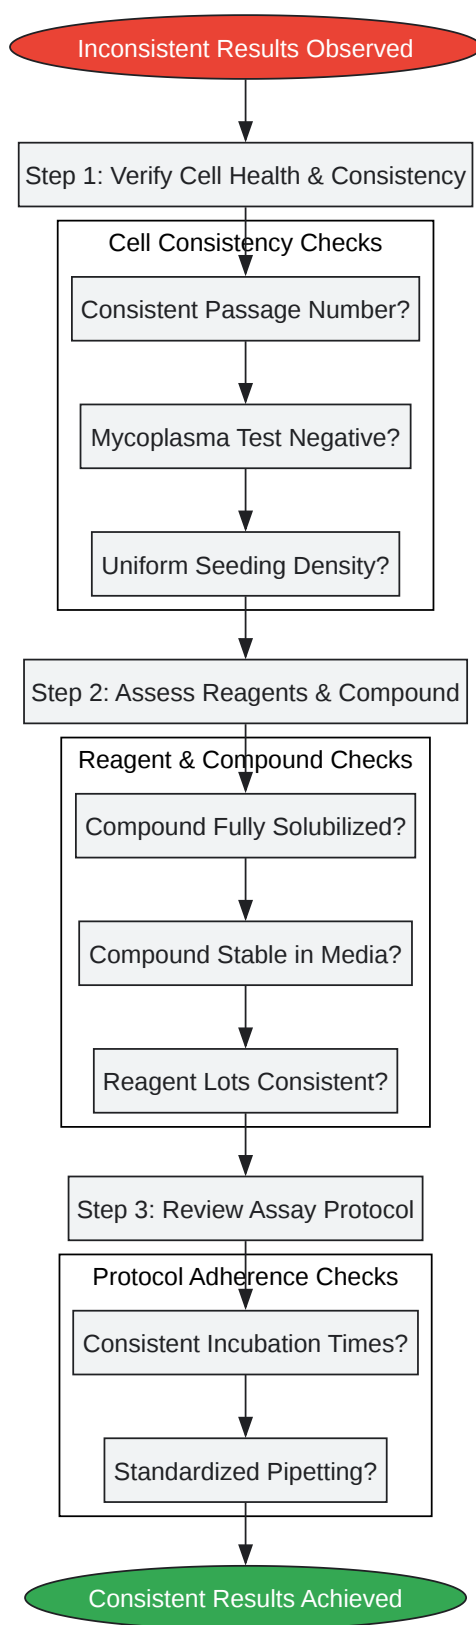 Inconsistent Results Observed
Step 1: Verify Cell Health & Consistency
Cell Consistency Checks
Consistent Passage Number?
Mycoplasma Test Negative?
Uniform Seeding Density?
Step 2: Assess Reagents & Compound
Reagent & Compound Checks
Compound Fully Solubilized?
Compound Stable in Media?
Reagent Lots Consistent?
Step 3: Review Assay Protocol
Protocol Adherence Checks
Consistent Incubation Times?
Standardized Pipetting?
Consistent Results Achieved